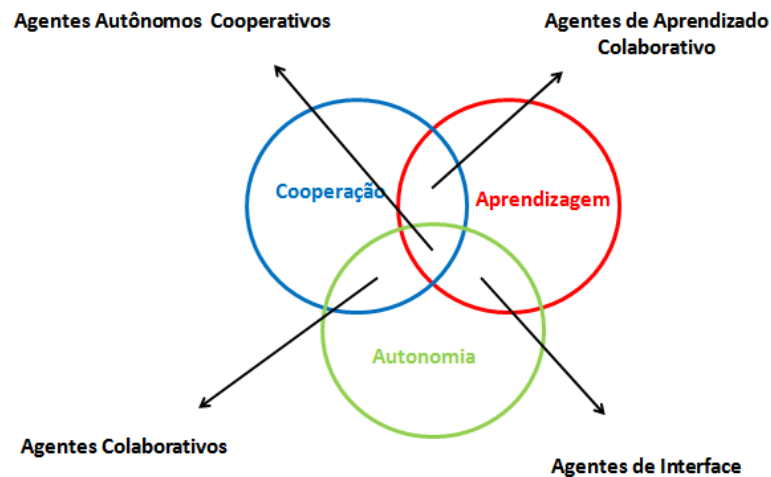 Agentes Autônomos Cooperativos
Agentes de Aprendizado
Colaborativo
Cooperação
Aprendizagem
Autonomia
Agentes Colaborativos
Agentes de Interface